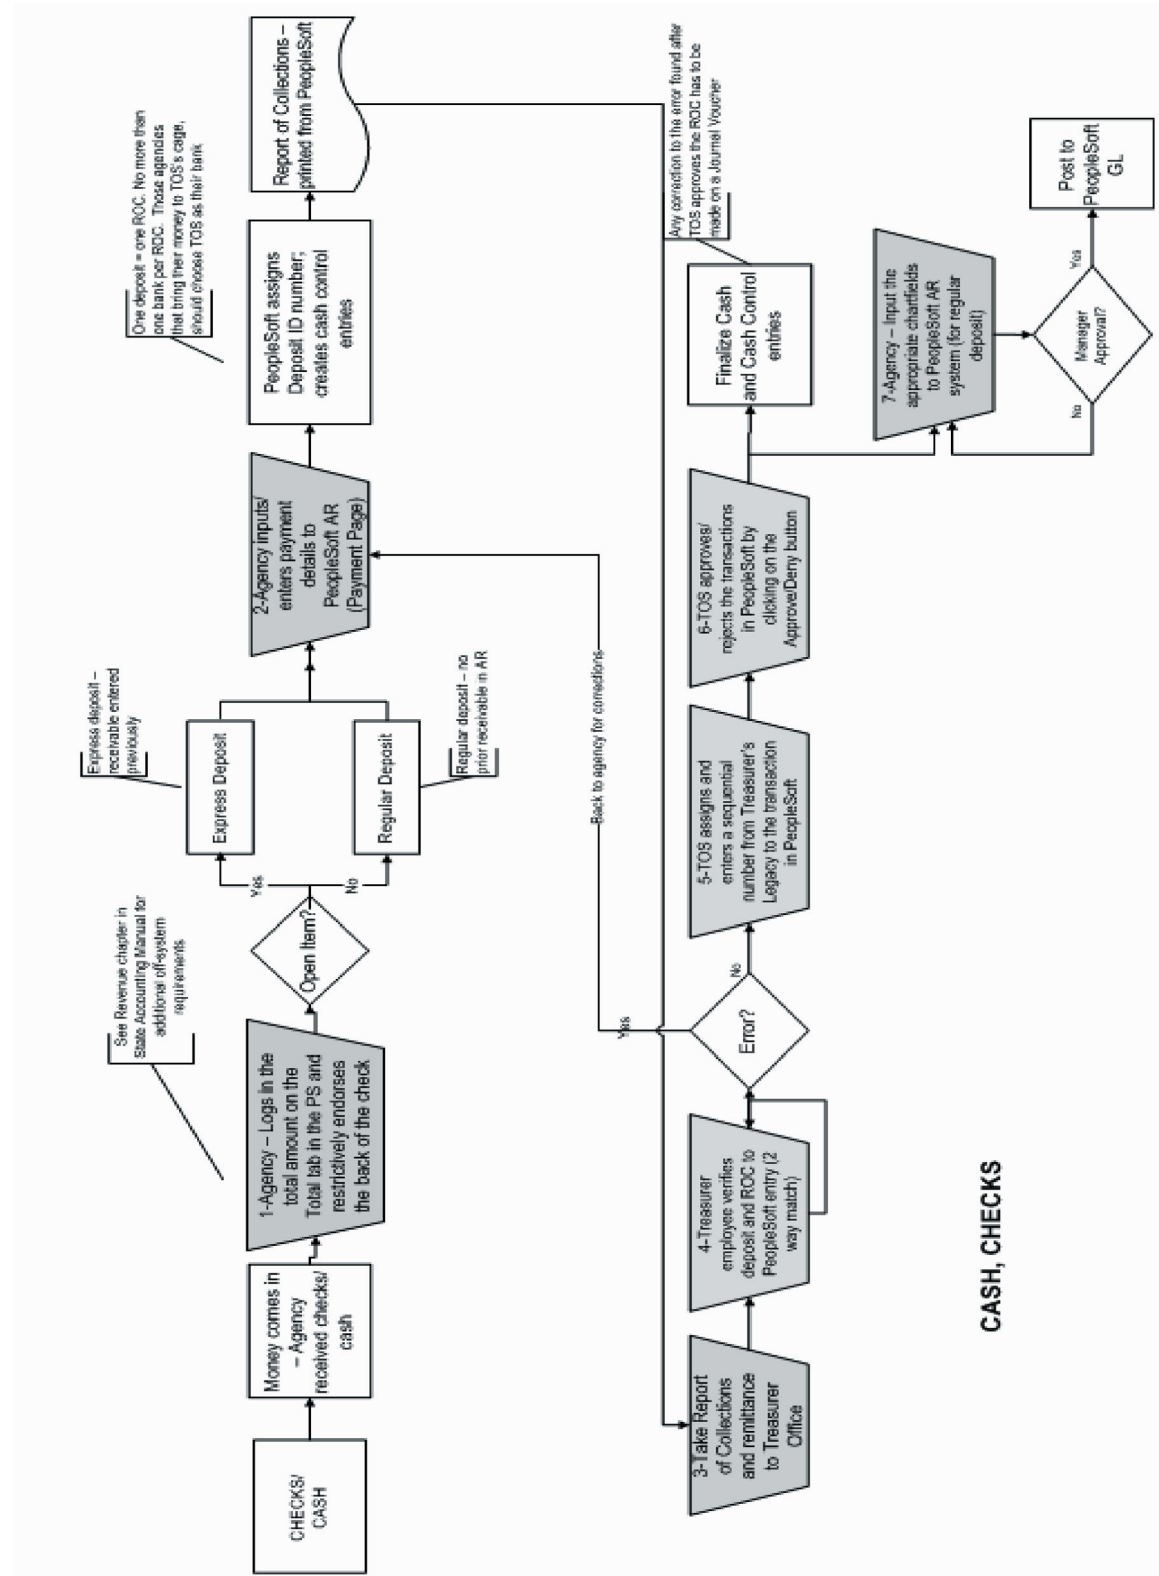 CHECKS/
CASH
Money comes in
– Agency
received checks/
cash
See Revenue chapter in
State Accounting Manual for
additional off-system
requirements
1-Agency – Logs in the
total amount on the
Total tab in the PS and
restrictively endorses
the back of the check
Open Item?
Yes
No
Express deposit –
receivable entered
previously
Express Deposit
Regular Deposit
Regular deposit – no
prior receivable in AR
2-Agency inputs/
enters payment
details to
PeopleSoft AR
(Payment Page)
One deposit = one ROC. No more than
one bank per ROC. Those agencies
that bring their money to TOS's cage,
should choose TOS as their bank
PeopleSoft assigns
Deposit ID number;
creates cash control
entries
Report of Collections –
printed from PeopleSoft
3-Take Report
of Collections
and remittance
to Treasurer
Office
4-Treasurer
employee verifies
deposit and ROC to
PeopleSoft entry (2
way match)
Error?
Yes
No
Back to agency for corrections
5-TOS assigns and
enters a sequential
number from Treasurer's
Legacy to the transaction
in PeopleSoft
6-TOS approves/
rejects the transactions
in PeopleSoft by
clicking on the
Approve/Deny button
Finalize Cash
and Cash Control
entries
Any correction to the error found after
TOS approves the ROC has to be
made on a Journal Voucher
7-Agency – Input the
appropriate chartfields
to PeopleSoft AR
system (for regular
deposit)
Manager
Approval?
No
Yes
Post to
PeopleSoft
GL
CASH, CHECKS